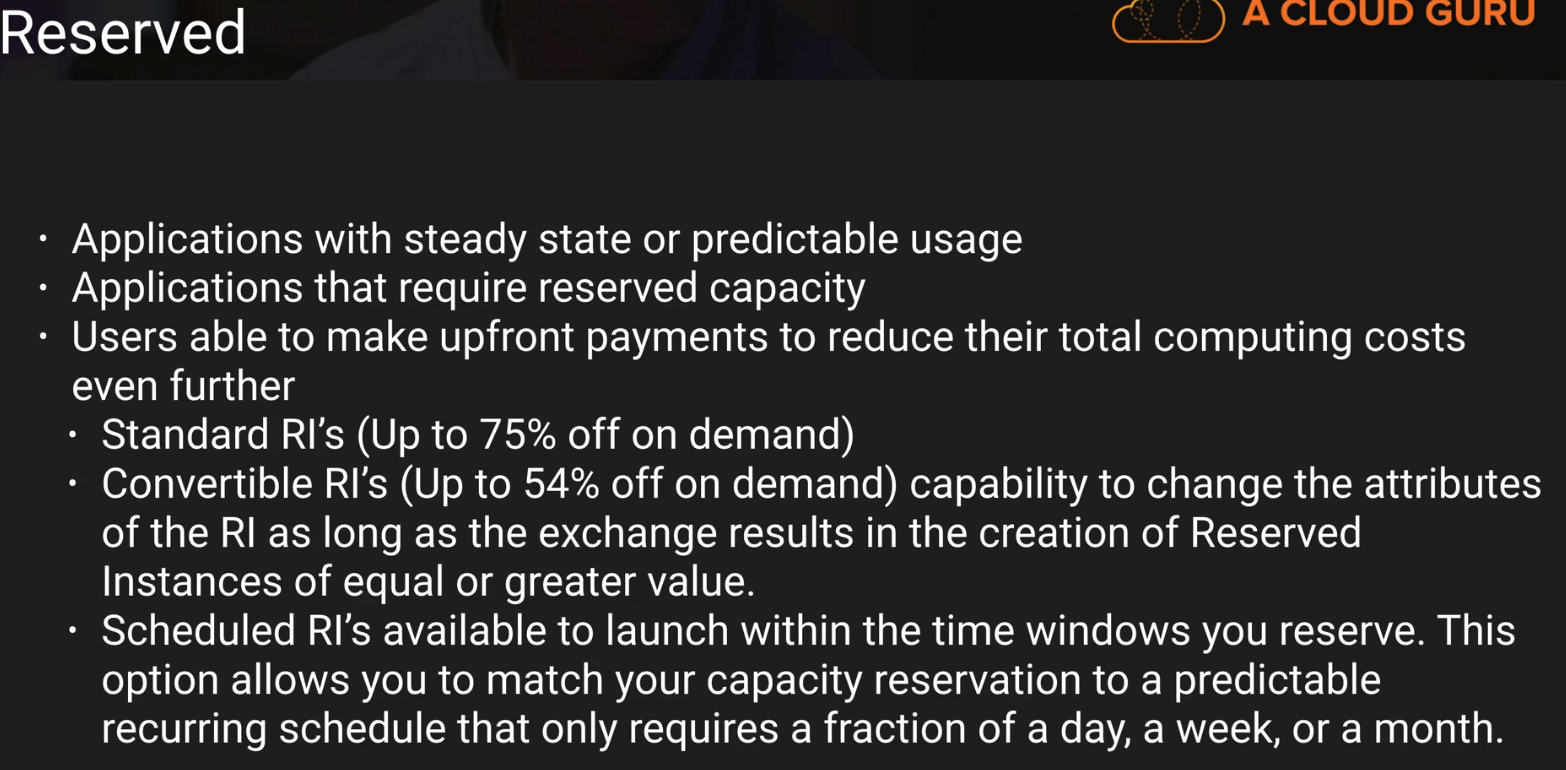 Reserved
A CLOUD GURU
· Applications with steady state or predictable usage
· Applications that require reserved capacity
· Users able to make upfront payments to reduce their total computing costs
even further
· Standard RI’s (Up to 75% off on demand)
· Convertible RI’s (Up to 54% off on demand) capability to change the attributes
of the RI as long as the exchange results in the creation of Reserved
Instances of equal or greater value.
· Scheduled RI’s available to launch within the time windows you reserve. This
option allows you to match your capacity reservation to a predictable
recurring schedule that only requires a fraction of a day, a week, or a month.